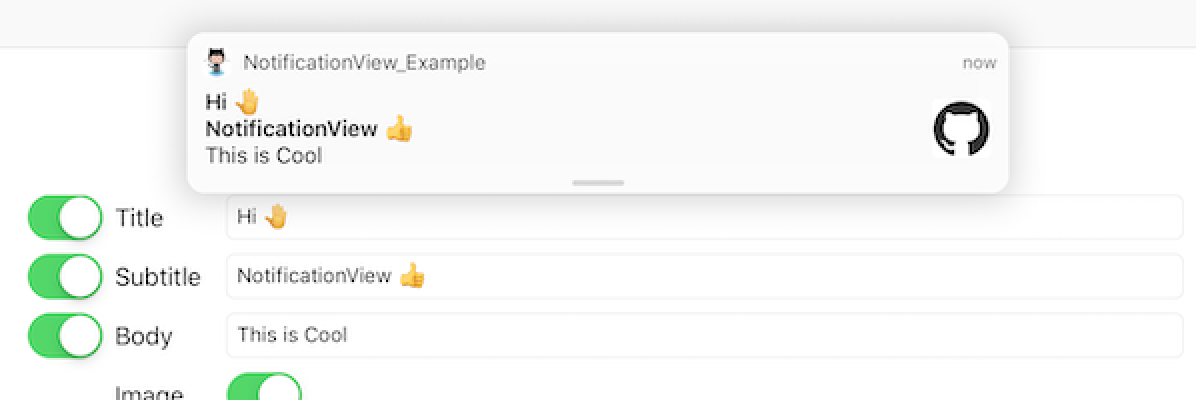 NotificationView_Example now
Hi 🤚
NotificationView 👍
This is Cool
Title Hi 🤚
Subtitle NotificationView 👍
Body This is Cool
Image